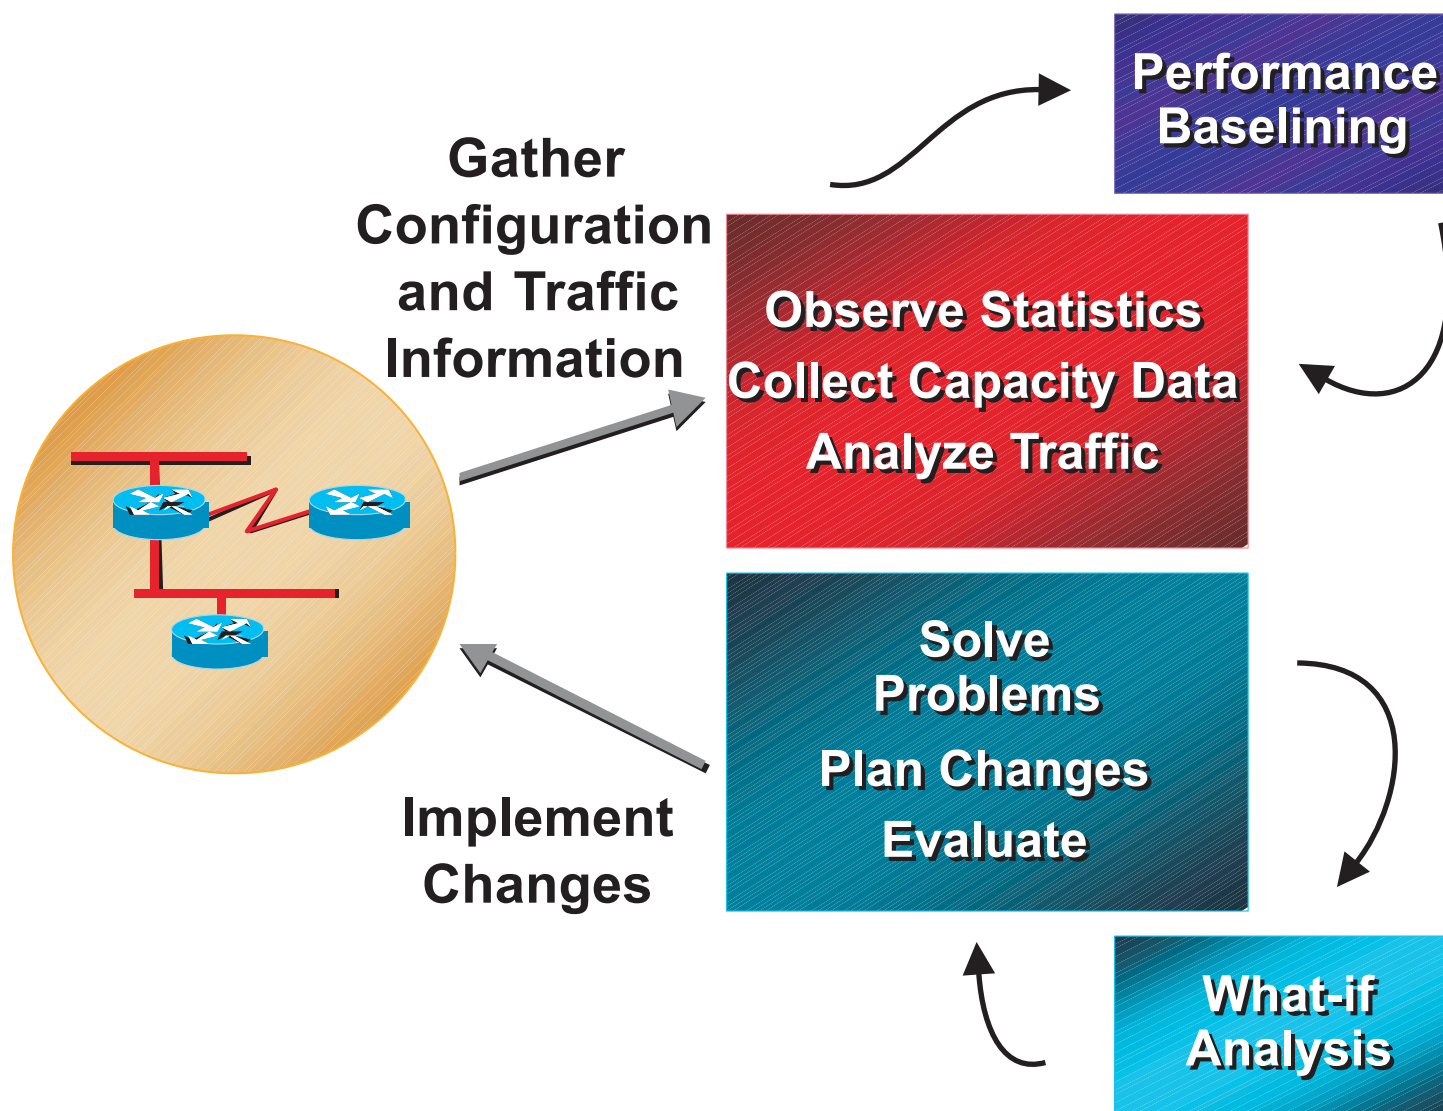 Performance
Baselining
Gather
Configuration
and Traffic
Information
Observe Statistics
Collect Capacity Data
Analyze Traffic
Solve
Problems
Plan Changes
Evaluate
Implement
Changes
What-if
Analysis